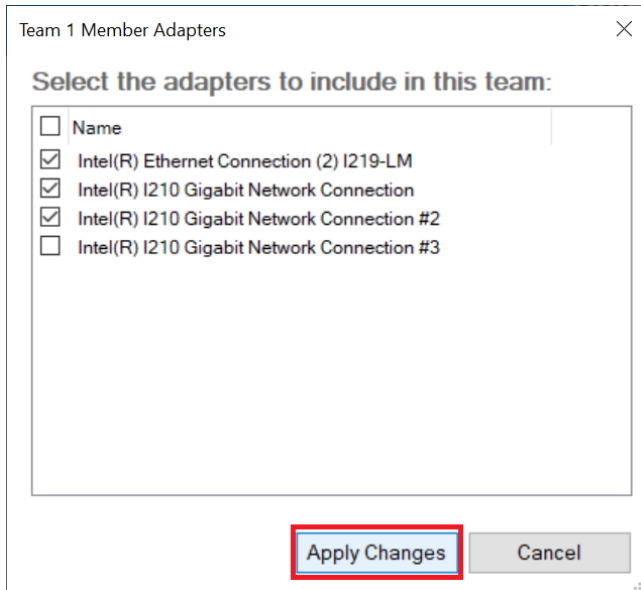 Team 1 Member Adapters
Select the adapters to include in this team:
Name
Intel(R) Ethernet Connection (2) I219-LM
Intel(R) I210 Gigabit Network Connection
Intel(R) I210 Gigabit Network Connection #2
Intel(R) I210 Gigabit Network Connection #3
Apply Changes Cancel